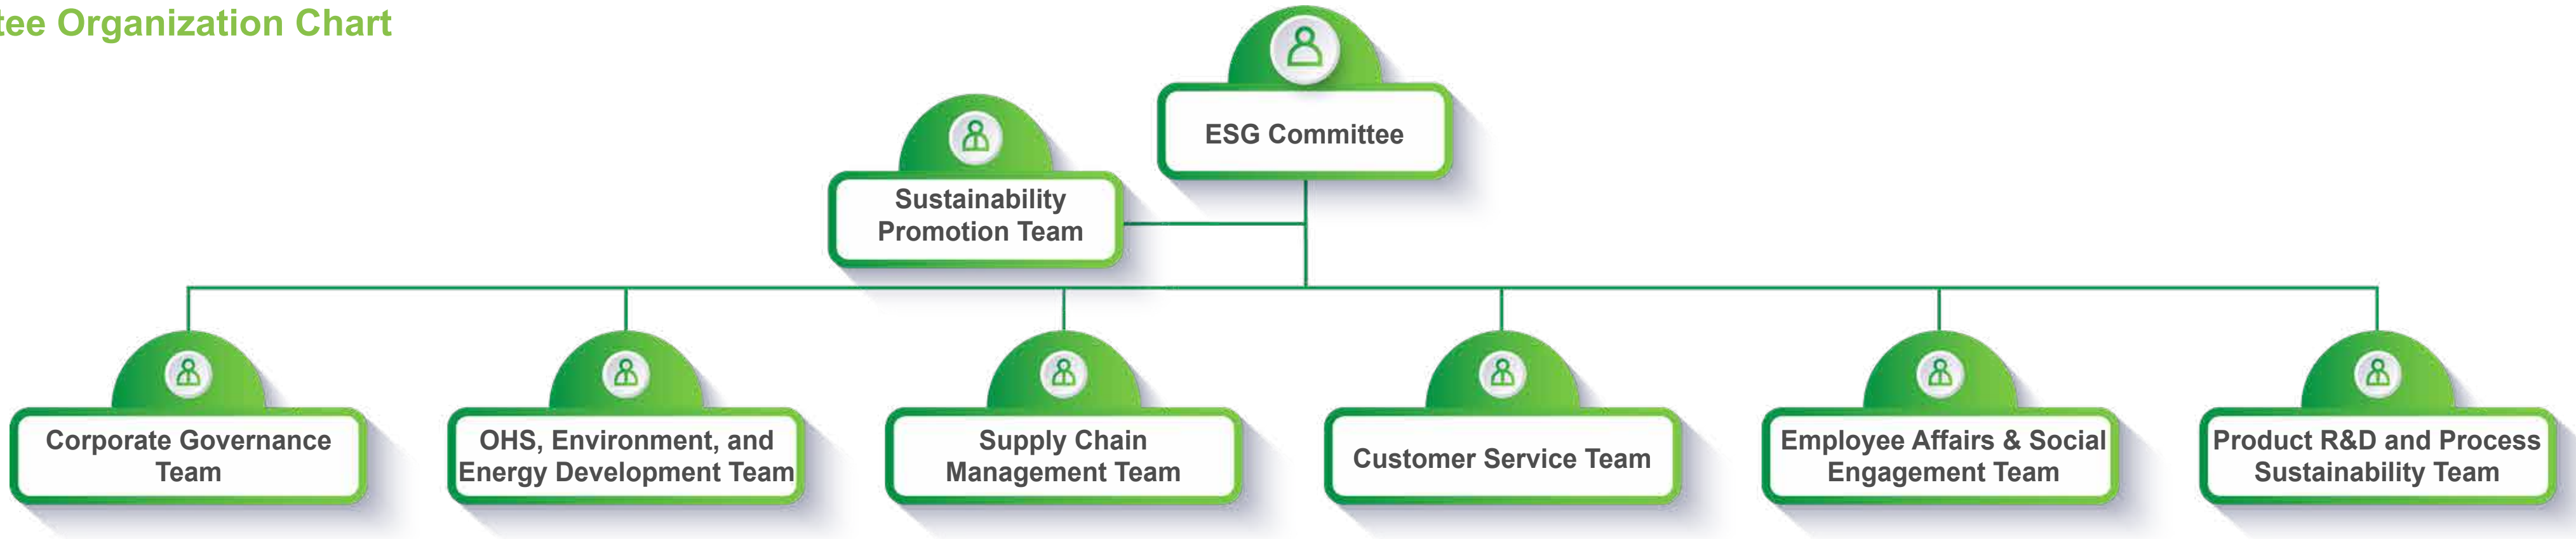 tee Organization Chart
ESG Committee
Sustainability
Promotion Team
Corporate Governance
Team
OHS, Environment, and
Energy Development Team
Supply Chain
Management Team
Customer Service Team
Employee Affairs & Social
Engagement Team
Product R&D and Process
Sustainability Team